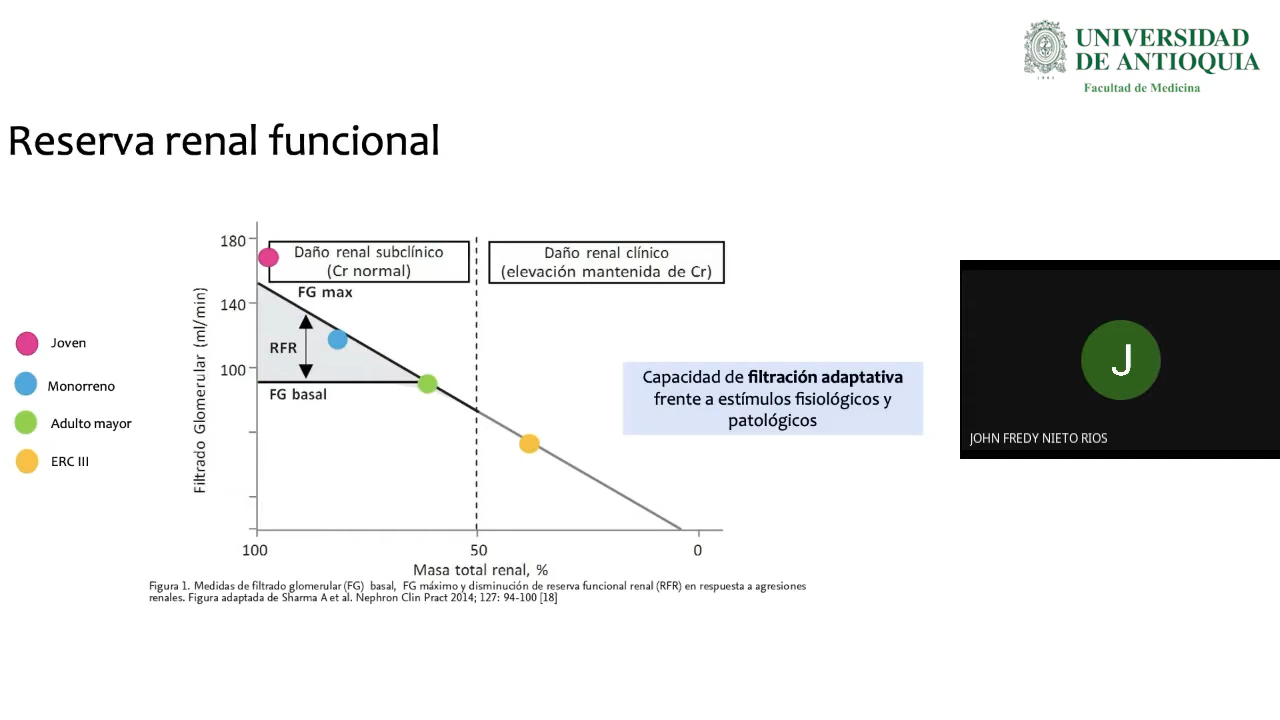 UNIVERSIDAD
DE ANTIOQUIA
Facultad de Medicina
Reserva renal funcional
Joven
Monorreno
Adulto mayor
ERC III
Filtrado Glomerular (ml/min)
180
140
100
Daño renal subclínico
(Cr normal)
Daño renal clínico
(elevación mantenida de Cr)
FG max
RFR
FG basal
100
50
0
Masa total renal, %
Capacidad de filtración adaptativa
frente a estímulos fisiológicos y
patológicos
Figura 1. Medidas de filtrado glomerular (FG) basal, FG máximo y disminución de reserva funcional renal (RFR) en respuesta a agresiones
renales. Figura adaptada de Sharma A et al. Nephron Clin Pract 2014; 127: 94-100 [18]
J
JOHN FREDY NIETO RIOS